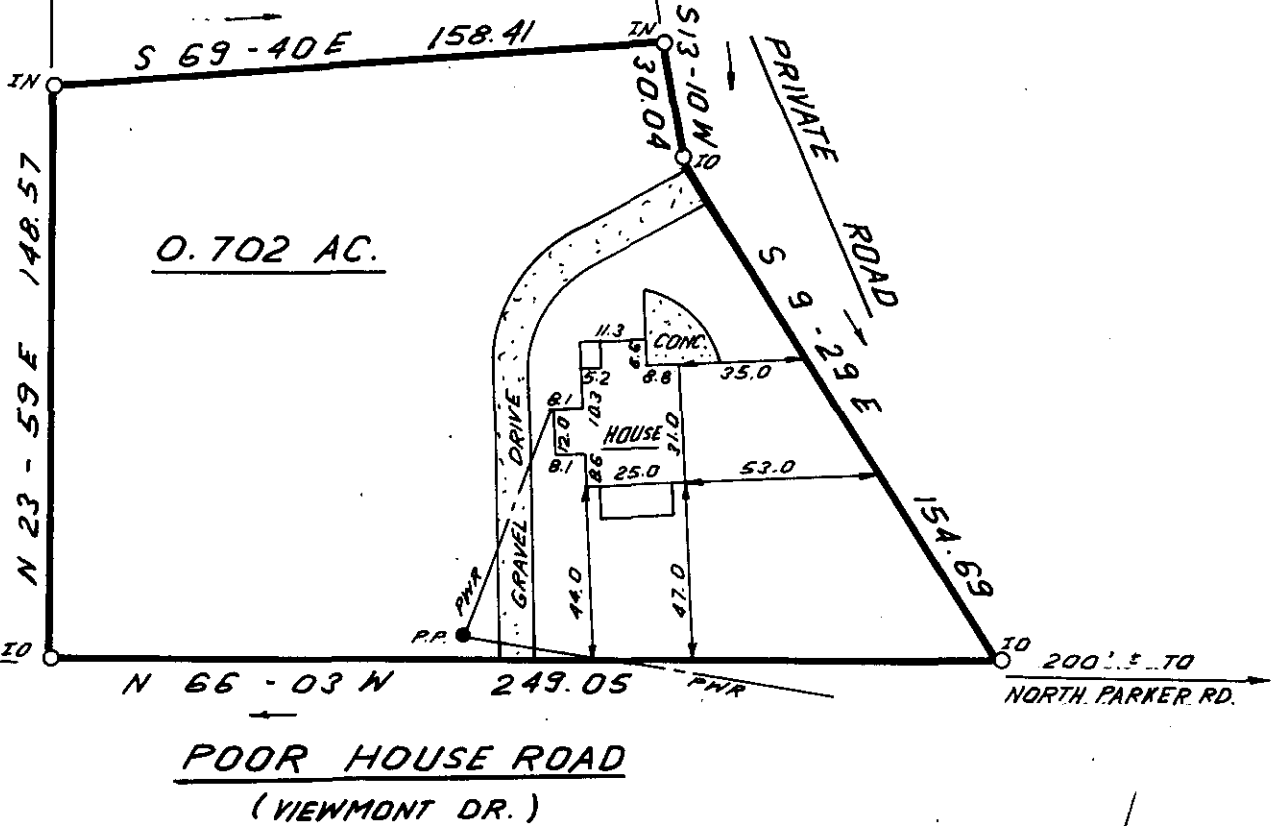 S 69-40 E 158.41
IN
IN
S 13-10 W
30.04
IO
PRIVATE ROAD
N 23-59 E 148.57
0.702 AC.
S 9-29 E 154.69
11.3
6.6
CONC.
5.2
8.8
35.0
8.1
10.3
12.0
HOUSE
31.0
8.1
8.6
25.0
53.0
GRAVEL DRIVE
PWR
44.0
47.0
P.P.
IO
IO
200' ± TO
NORTH PARKER RD.
N 66-03 W 249.05
PWR
POOR HOUSE ROAD
(VIEWMONT DR.)